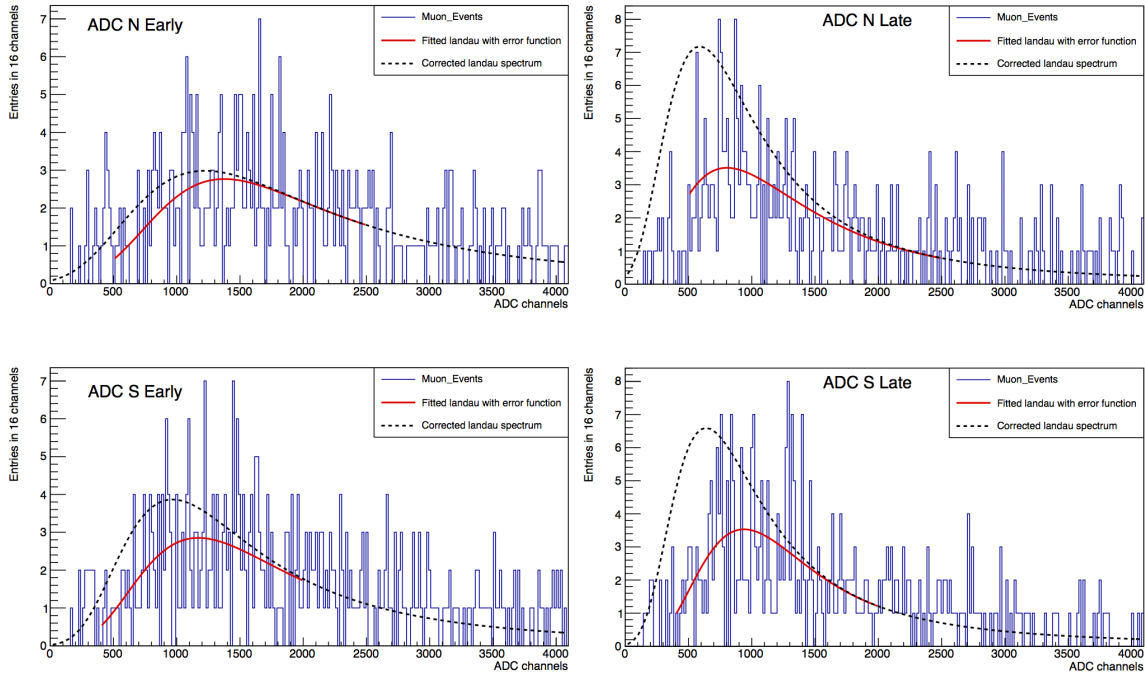 ADC N Early
Muon_Events
Fitted landau with error function
Corrected landau spectrum
Entries in 16 channels
7
6
5
4
3
2
1
0
0 500 1000 1500 2000 2500 3000 3500 4000
ADC channels
ADC N Late
Muon_Events
Fitted landau with error function
Corrected landau spectrum
Entries in 16 channels
8
7
6
5
4
3
2
1
0
0 500 1000 1500 2000 2500 3000 3500 4000
ADC channels
ADC S Early
Muon_Events
Fitted landau with error function
Corrected landau spectrum
Entries in 16 channels
7
6
5
4
3
2
1
0
0 500 1000 1500 2000 2500 3000 3500 4000
ADC channels
ADC S Late
Muon_Events
Fitted landau with error function
Corrected landau spectrum
Entries in 16 channels
8
7
6
5
4
3
2
1
0
0 500 1000 1500 2000 2500 3000 3500 4000
ADC channels